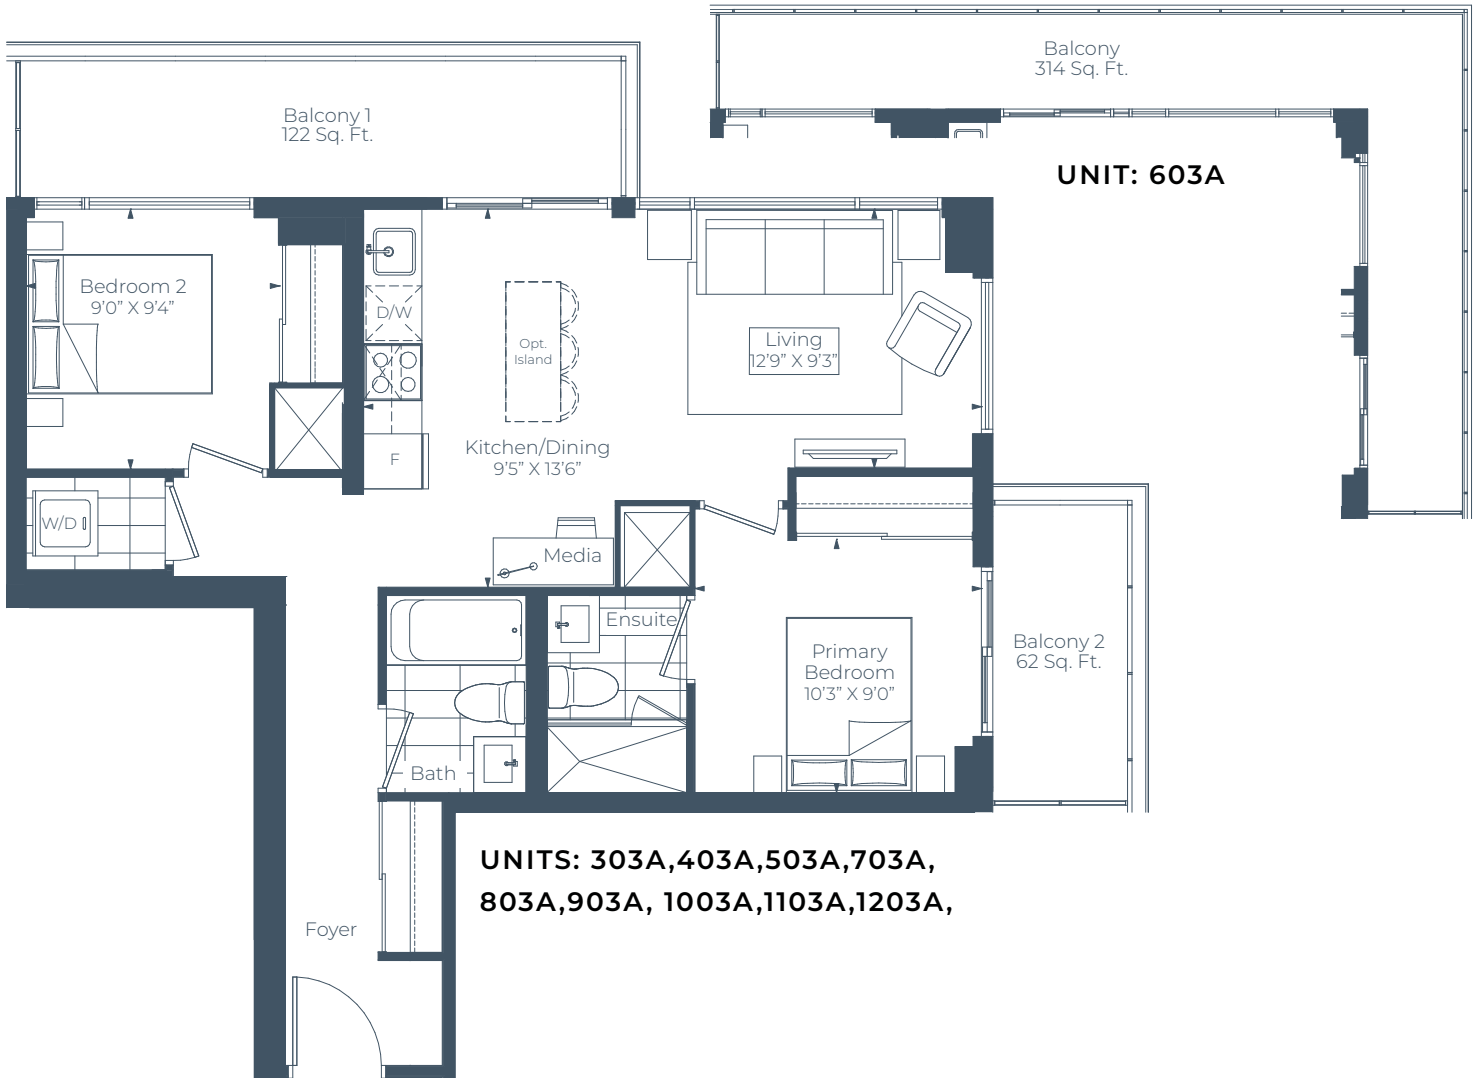 Balcony
314 Sq. Ft.
Balcony 1
122 Sq. Ft.
UNIT: 603A
Bedroom 2
9’0” X 9’4”
D/W
Opt.
Island
Living
12’9” X 9’3”
Kitchen/Dining
9’5” X 13’6”
F
W/D
Media
Ensuite
Primary
Bedroom
10’3” X 9’0”
Balcony 2
62 Sq. Ft.
Bath
UNITS: 303A,403A,503A,703A,
803A,903A, 1003A,1103A,1203A,
Foyer